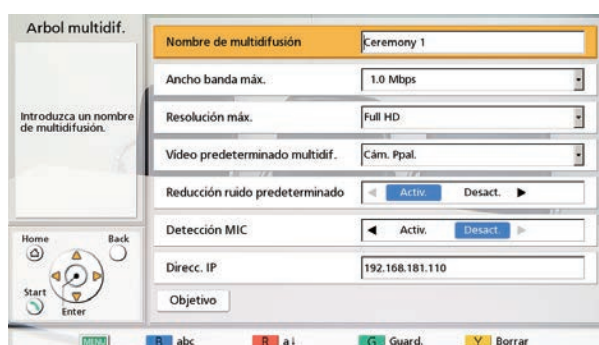 Arbol multidif.
Introduzca un nombre
de multidifusión.
Nombre de multidifusión Ceremony 1
Ancho banda máx. 1.0 Mbps
Resolución máx. Full HD
Vídeo predeterminado multidif. Cám. Ppal.
Reducción ruido predeterminado Activ. Desact.
Detección MIC Activ. Desact.
Direcc. IP 192.168.181.110
Objetivo
Home Back
Start
Enter
MENU B abc R a↓ G Guard. Y Borrar